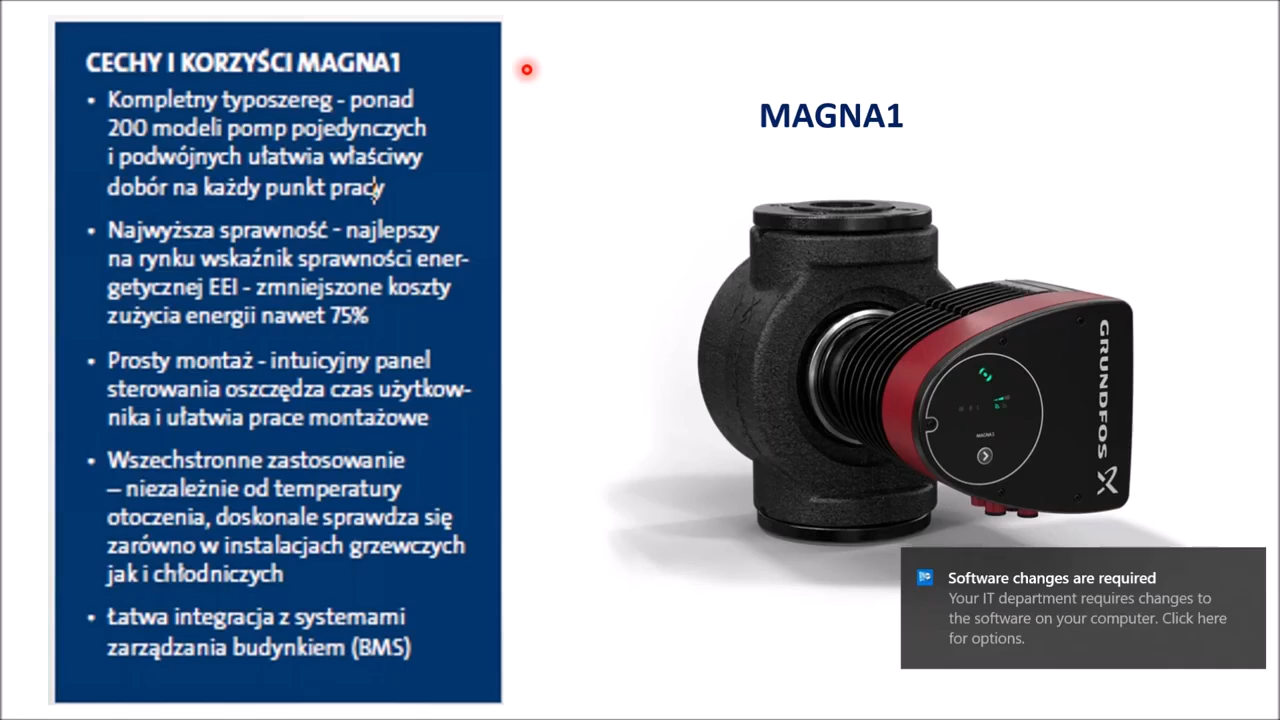 CECHY I KORZYŚCI MAGNA1
• Kompletny typoszereg - ponad
200 modeli pomp pojedynczych
i podwójnych ułatwia właściwy
dobór na każdy punkt pracy
• Najwyższa sprawność - najlepszy
na rynku wskaźnik sprawności ener-
getycznej EEI - zmniejszone koszty
zużycia energii nawet 75%
• Prosty montaż - intuicyjny panel
sterowania oszczędza czas użytkow-
nika i ułatwia prace montażowe
• Wszechstronne zastosowanie
– niezależnie od temperatury
otoczenia, doskonale sprawdza się
zarówno w instalacjach grzewczych
jak i chłodniczych
• Łatwa integracja z systemami
zarządzania budynkiem (BMS)
MAGNA1
GRUNDFOS
MAGNA1
Software changes are required
Your IT department requires changes to
the software on your computer. Click here
for options.